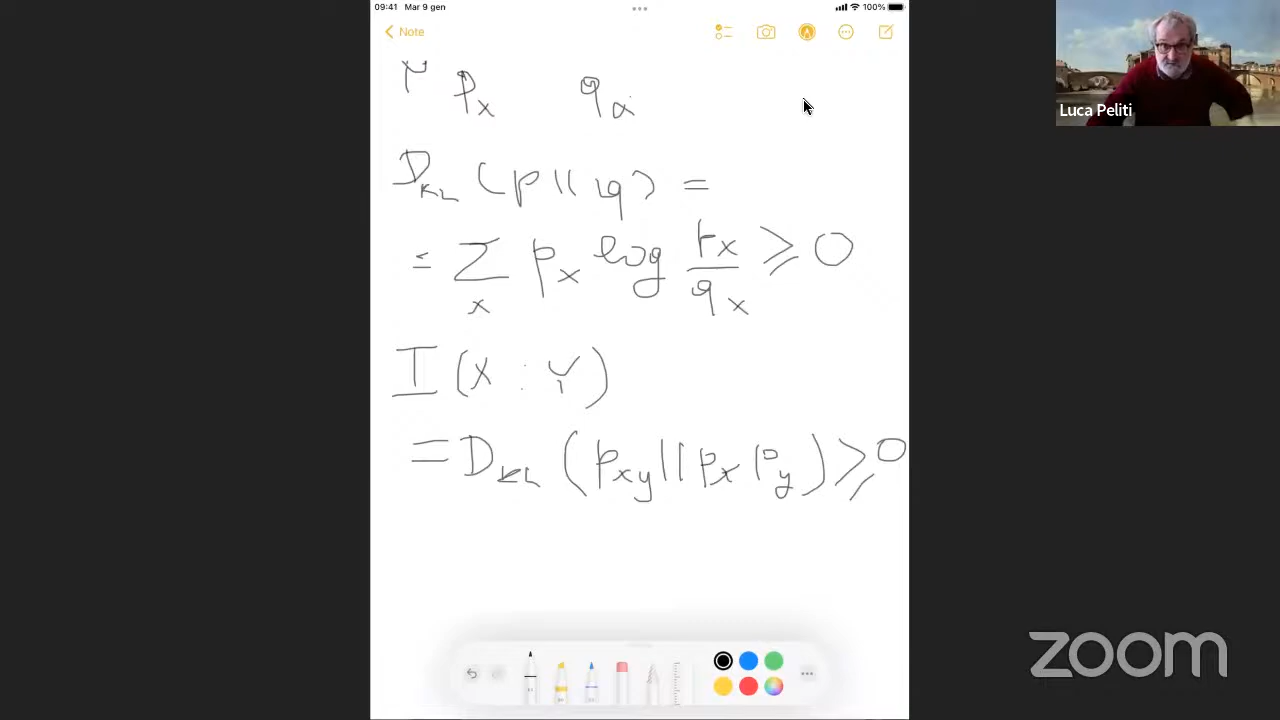 09:41 Mar 9 gen
100%
Note
p_x q_x
D_KL (p||q) =
= Σ_x p_x log p_x/q_x ≥ 0
I (X : Y)
= D_KL (p_xy || p_x p_y) ≥ 0
Luca Peliti
zoom